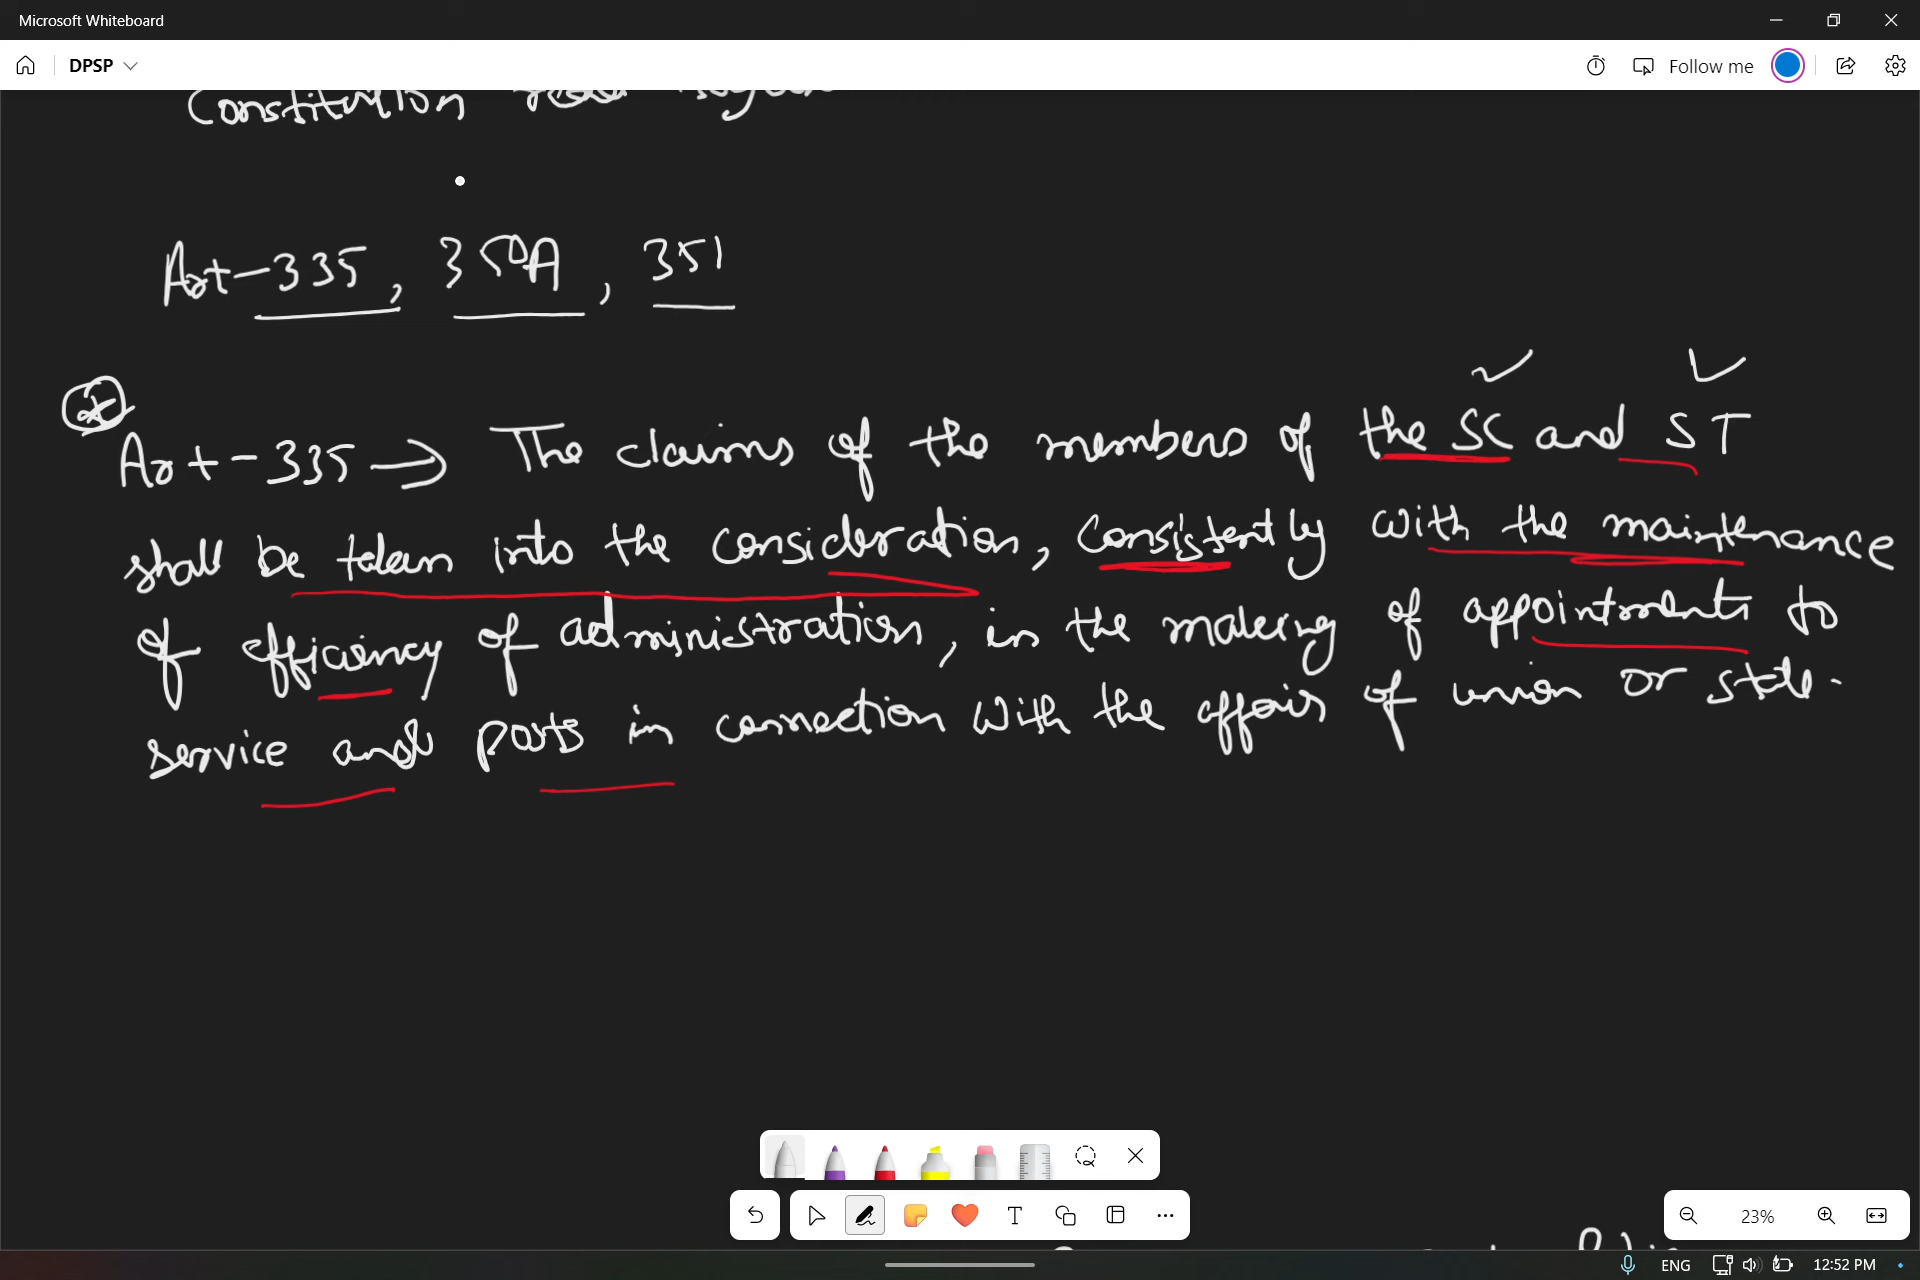 Microsoft Whiteboard
DPSP
Follow me
Constitution
Art-335, 350A, 351
Art-335 → The claims of the members of the SC and ST
shall be taken into the consideration, consistently with the maintenance
of efficiency of administration, in the making of appointments to
service and posts in connection with the affairs of union or state.
23%
ENG
12:52 PM